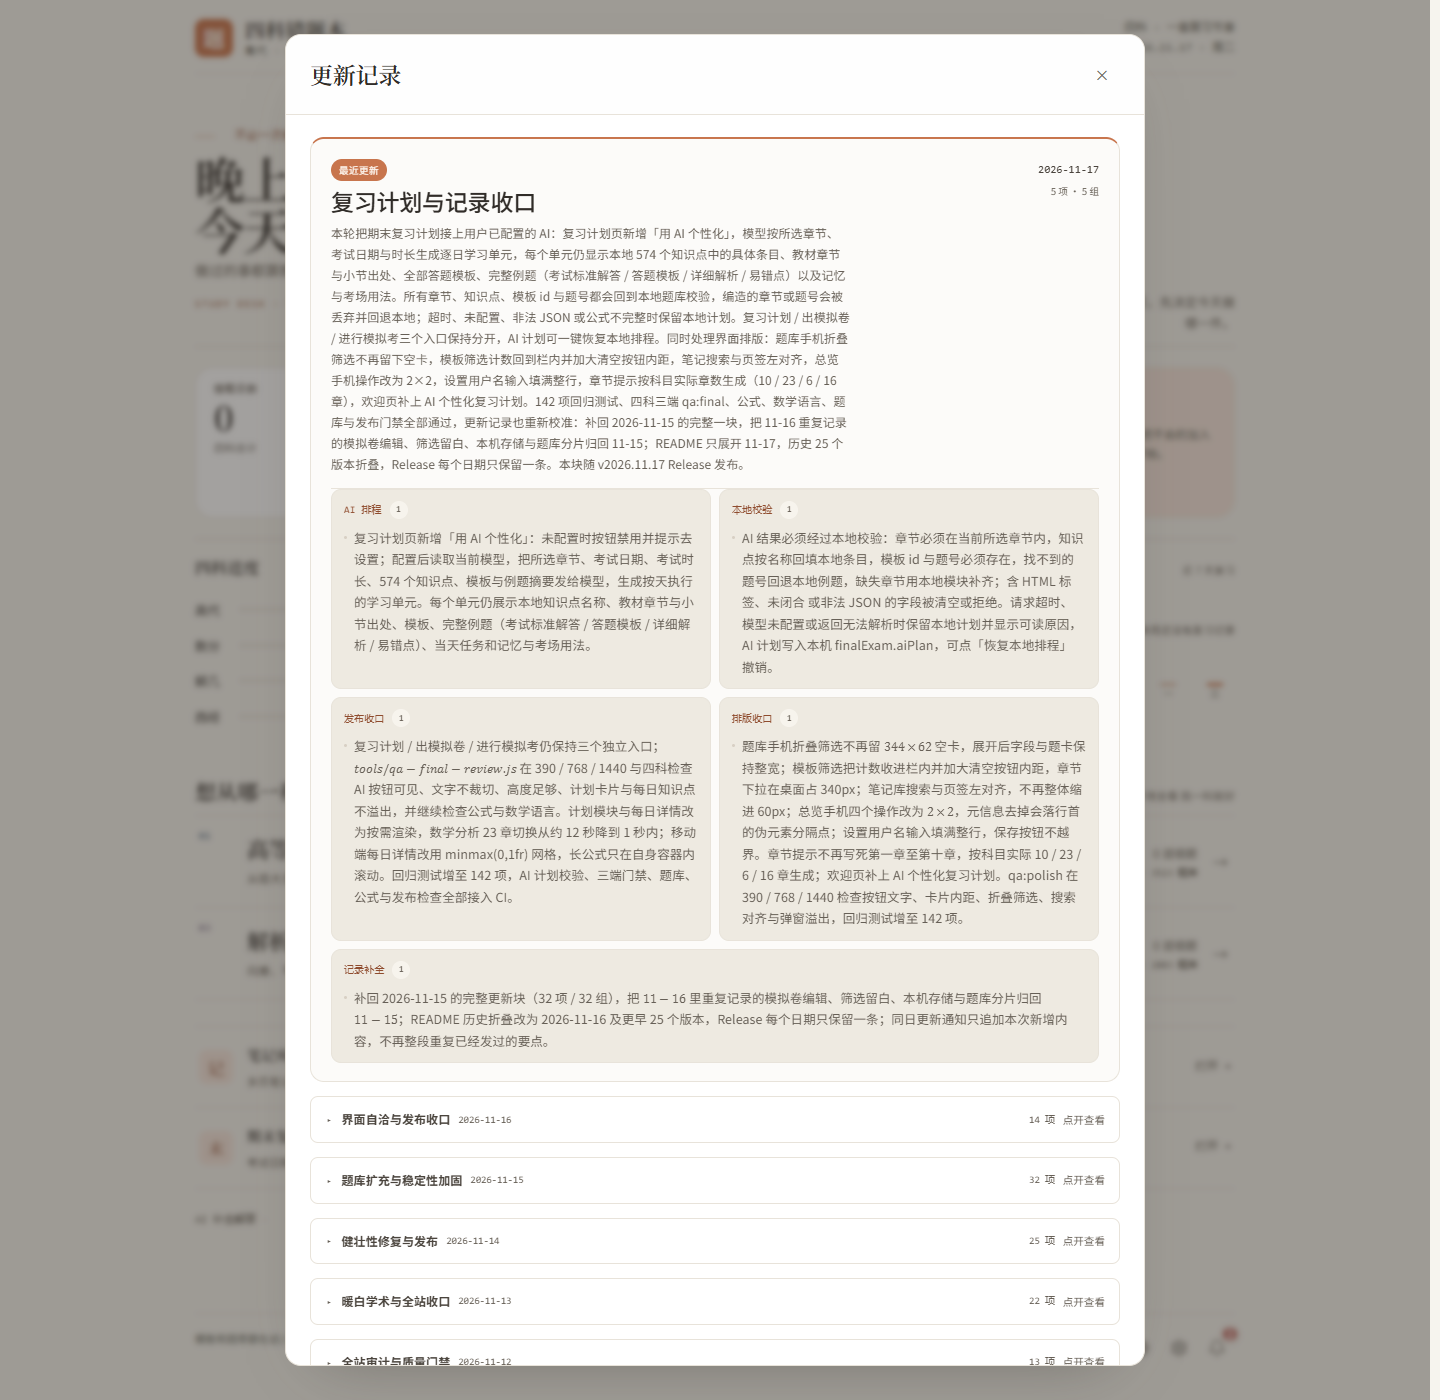 更新记录
×
最近更新
2026-11-17
复习计划与记录收口
5 项 · 5 组
本轮把期末复习计划接上用户已配置的 AI：复习计划页新增「用 AI 个性化」，模型按所选章节、
考试日期与时长生成逐日学习单元，每个单元仍显示本地 574 个知识点中的具体条目、教材章节
与小节出处、全部答题模板、完整例题（考试标准解答 / 答题模板 / 详细解析 / 易错点）以及记忆
与考场用法。所有章节、知识点、模板 id 与题号都会回到本地题库校验，编造的章节或题号会被
丢弃并回退本地；超时、未配置、非法 JSON 或公式不完整时保留本地计划。复习计划 / 出模拟卷
/ 进行模拟考三个入口保持分开，AI 计划可一键恢复本地排程。同时处理界面排版：题库手机折叠
筛选不再留下空卡，模板筛选计数回到栏内并加大清空按钮内距，笔记搜索与页签左对齐，总览
手机操作改为 2×2，设置用户名输入填满整行，章节提示按科目实际章数生成（10 / 23 / 6 / 16
章），欢迎页补上 AI 个性化复习计划。142 项回归测试、四科三端 qa:final、公式、数学语言、题
库与发布门禁全部通过，更新记录也重新校准：补回 2026-11-15 的完整一块，把 11-16 重复记录
的模拟卷编辑、筛选留白、本机存储与题库分片归回 11-15；README 只展开 11-17，历史 25 个
版本折叠，Release 每个日期只保留一条。本块随 v2026.11.17 Release 发布。
AI 排程 1
复习计划页新增「用 AI 个性化」：未配置时按钮禁用并提示去
设置；配置后读取当前模型，把所选章节、考试日期、考试时
长、574 个知识点、模板与例题摘要发给模型，生成按天执行
的学习单元。每个单元仍展示本地知识点名称、教材章节与小
节出处、模板、完整例题（考试标准解答 / 答题模板 / 详细解
析 / 易错点）、当天任务和记忆与考场用法。
本地校验 1
AI 结果必须经过本地校验：章节必须在当前所选章节内，知识
点按名称回填本地条目，模板 id 与题号必须存在，找不到的
题号回退本地例题，缺失章节用本地模块补齐；含 HTML 标
签、未闭合 或非法 JSON 的字段被清空或拒绝。请求超时、
模型未配置或返回无法解析时保留本地计划并显示可读原因，
AI 计划写入本机 finalExam.aiPlan，可点「恢复本地排程」
撤销。
发布收口 1
复习计划 / 出模拟卷 / 进行模拟考仍保持三个独立入口；
tools/qa − final − review.js 在 390 / 768 / 1440 与四科检查
AI 按钮可见、文字不裁切、高度足够、计划卡片与每日知识点
不溢出，并继续检查公式与数学语言。计划模块与每日详情改
为按需渲染，数学分析 23 章切换从约 12 秒降到 1 秒内；移动
端每日详情改用 minmax(0,1fr) 网格，长公式只在自身容器内
滚动。回归测试增至 142 项，AI 计划校验、三端门禁、题库、
公式与发布检查全部接入 CI。
排版收口 1
题库手机折叠筛选不再留 344×62 空卡，展开后字段与题卡保
持整宽；模板筛选把计数收进栏内并加大清空按钮内距，章节
下拉在桌面占 340px；笔记库搜索与页签左对齐，不再整体缩
进 60px；总览手机四个操作改为 2×2，元信息去掉会落行首
的伪元素分隔点；设置用户名输入填满整行，保存按钮不越
界。章节提示不再写死第一章至第十章，按科目实际 10 / 23 /
6 / 16 章生成；欢迎页补上 AI 个性化复习计划。qa:polish 在
390 / 768 / 1440 检查按钮文字、卡片内距、折叠筛选、搜索
对齐与弹窗溢出，回归测试增至 142 项。
记录补全 1
补回 2026-11-15 的完整更新块（32 项 / 32 组），把 11 − 16 里重复记录的模拟卷编辑、筛选留白、本机存储与题库分片归回
11 − 15；README 历史折叠改为 2026-11-16 及更早 25 个版本，Release 每个日期只保留一条；同日更新通知只追加本次新增内
容，不再整段重复已经发过的要点。
界面自洽与发布收口 2026-11-16 14 项 点开查看
题库扩充与稳定性加固 2026-11-15 32 项 点开查看
健壮性修复与发布 2026-11-14 25 项 点开查看
暖白学术与全站收口 2026-11-13 22 项 点开查看
全站审计与质量门禁 2026-11-12 13 项 点开查看